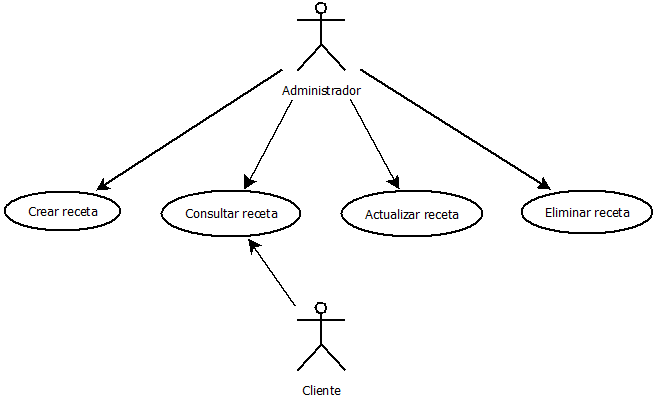 Administrador
Crear receta
Consultar receta
Actualizar receta
Eliminar receta
Cliente